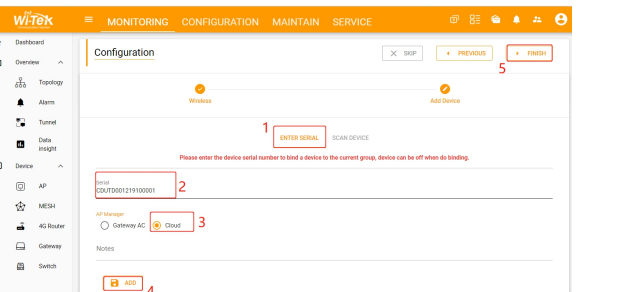 Wi-Tek
MONITORING CONFIGURATION MAINTAIN SERVICE
Dashboard
Overview
Topology
Alarm
Tunnel
Data
insight
Device
AP
MESH
4G Router
Gateway
Switch
Configuration
SKIP
PREVIOUS
FINISH
5
Wireless
Add Device
1
ENTER SERIAL
SCAN DEVICE
Please enter the device serial number to bind a device to the current group, device can be off when do binding.
Serial
CDUTD001219100001
2
AP Manager
Gateway AC
Cloud
3
Notes
ADD
4